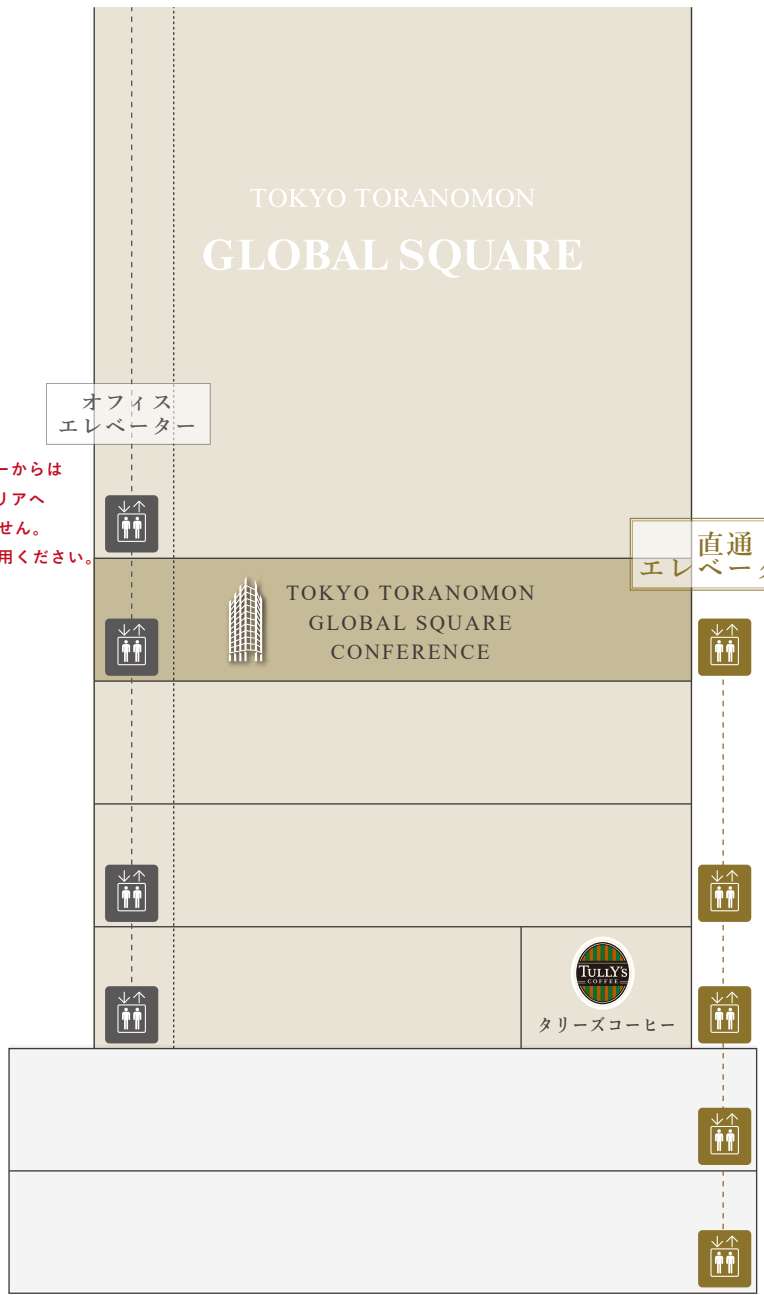 TOKYO TORANOMON
GLOBAL SQUARE
オフィス
エレベーター
ーからは
リアへ
せん。
用ください。
直通
エレベータ
TOKYO TORANOMON
GLOBAL SQUARE
CONFERENCE
TULLY'S
COFFEE
タリーズコーヒー